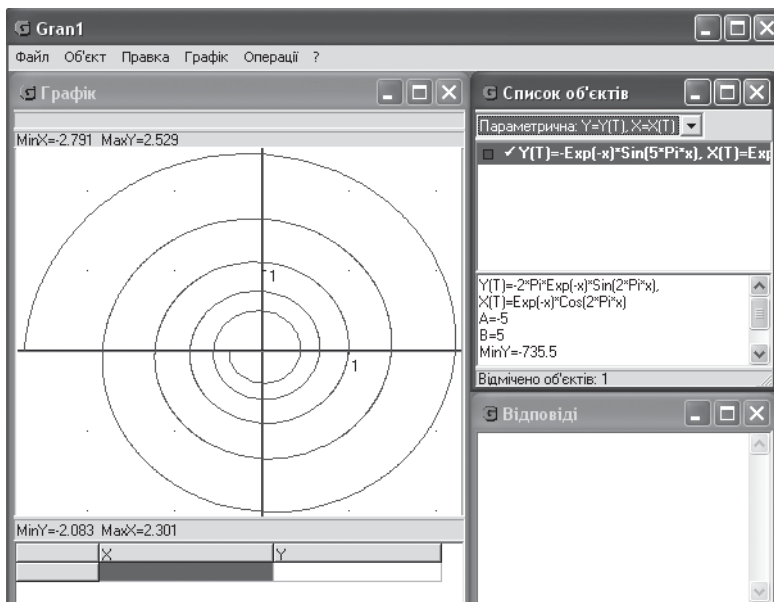 Gran1
Файл Об'єкт Правка Графік Операції ?
Графік
MinX=-2.791 MaxY=2.529
1
1
MinY=-2.083 MaxX=2.301
X Y
Список об'єктів
Параметрична: Y=Y(T), X=X(T)
Y(T)=-Exp(-x)*Sin(5*Pi*x), X(T)=Exp
Y(T)=-2*Pi*Exp(-x)*Sin(2*Pi*x),
X(T)=Exp(-x)*Cos(2*Pi*x)
A=-5
B=5
MinY=-735.5
Відмічено об'єктів: 1
Відповіді